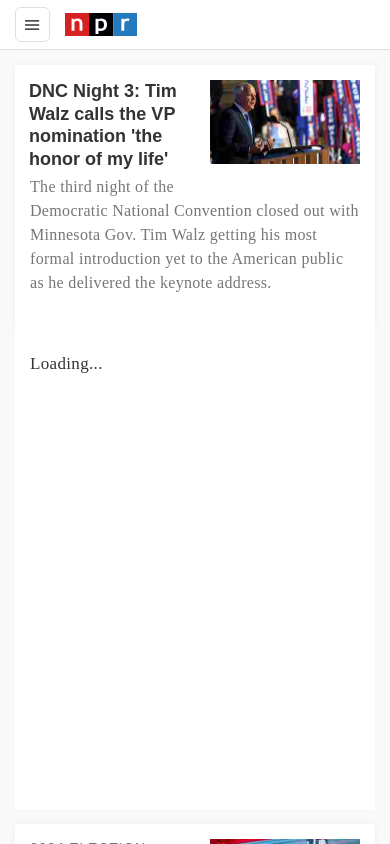 npr
DNC Night 3: Tim
Walz calls the VP
nomination 'the
honor of my life'
The third night of the
Democratic National Convention closed out with
Minnesota Gov. Tim Walz getting his most
formal introduction yet to the American public
as he delivered the keynote address.
Loading...
2024 ELECTION